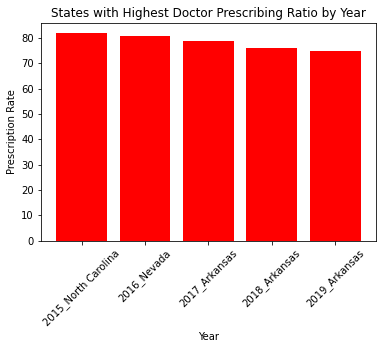 States with Highest Doctor Prescribing Ratio by Year
Prescription Rate
80
70
60
50
40
30
20
10
0
2015_North Carolina
2016_Nevada
2017_Arkansas
2018_Arkansas
2019_Arkansas
Year